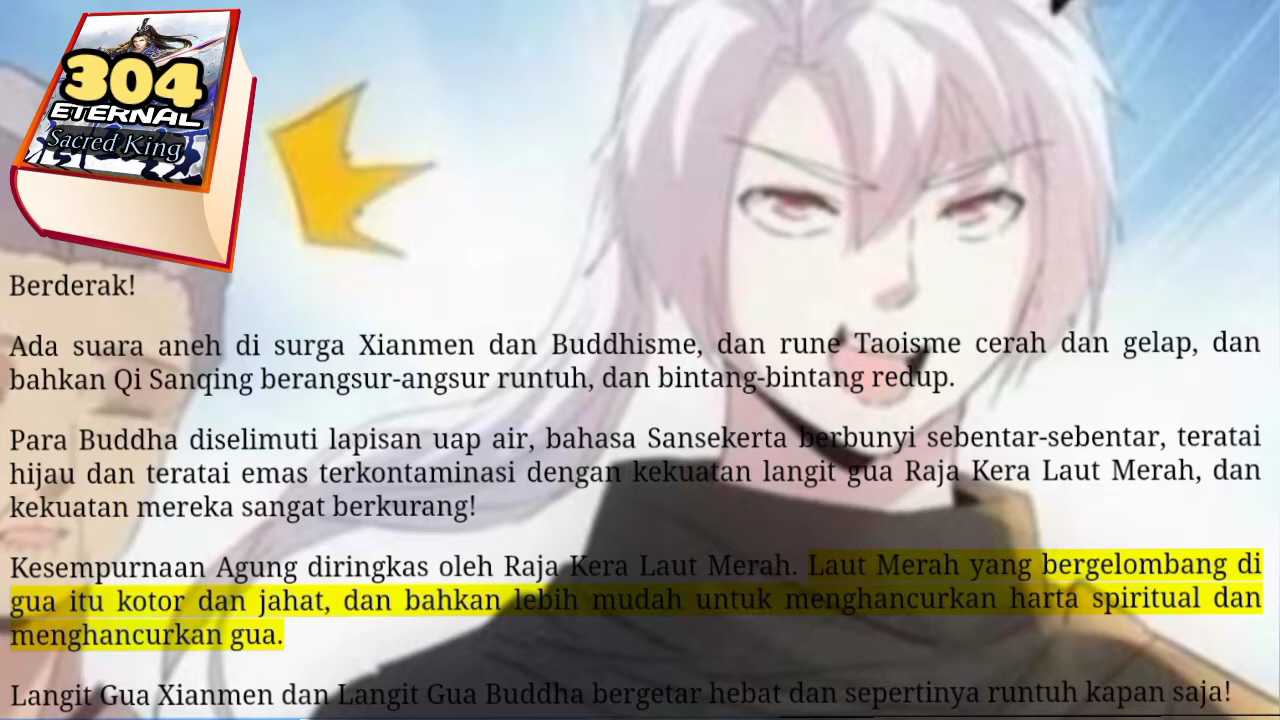 304
ETERNAL
Sacred King
Berderak!
Ada suara aneh di surga Xianmen dan Buddhisme, dan rune Taoisme cerah dan gelap, dan
bahkan Qi Sanqing berangsur-angsur runtuh, dan bintang-bintang redup.
Para Buddha diselimuti lapisan uap air, bahasa Sansekerta berbunyi sebentar-sebentar, teratai
hijau dan teratai emas terkontaminasi dengan kekuatan langit gua Raja Kera Laut Merah, dan
kekuatan mereka sangat berkurang!
Kesempurnaan Agung diringkas oleh Raja Kera Laut Merah. Laut Merah yang bergelombang di
gua itu kotor dan jahat, dan bahkan lebih mudah untuk menghancurkan harta spiritual dan
menghancurkan gua.
Langit Gua Xianmen dan Langit Gua Buddha bergetar hebat dan sepertinya runtuh kapan saja!